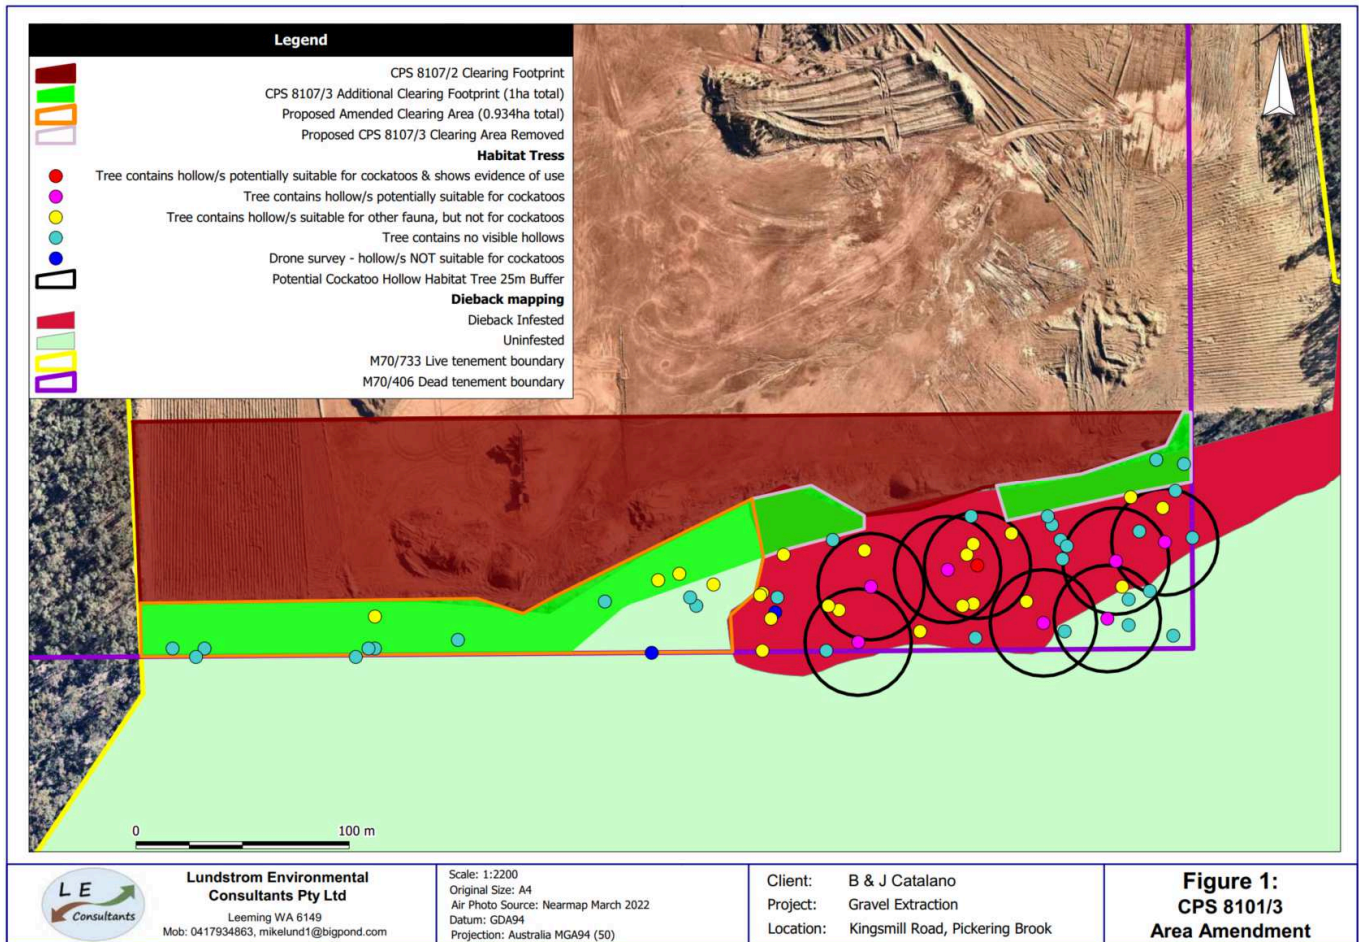 Legend
CPS 8107/2 Clearing Footprint
CPS 8107/3 Additional Clearing Footprint (1ha total)
Proposed Amended Clearing Area (0.934ha total)
Proposed CPS 8107/3 Clearing Area Removed
Habitat Tress
Tree contains hollow/s potentially suitable for cockatoos & shows evidence of use
Tree contains hollow/s potentially suitable for cockatoos
Tree contains hollow/s suitable for other fauna, but not for cockatoos
Tree contains no visible hollows
Drone survey - hollow/s NOT suitable for cockatoos
Potential Cockatoo Hollow Habitat Tree 25m Buffer
Dieback mapping
Dieback Infested
Uninfested
M70/733 Live tenement boundary
M70/406 Dead tenement boundary
0 100 m
L E
Consultants
Lundstrom Environmental
Consultants Pty Ltd
Leeming WA 6149
Mob: 0417934863, mikelund1@bigpond.com
Scale: 1:2200
Original Size: A4
Air Photo Source: Nearmap March 2022
Datum: GDA94
Projection: Australia MGA94 (50)
Client: B & J Catalano
Project: Gravel Extraction
Location: Kingsmill Road, Pickering Brook
Figure 1:
CPS 8101/3
Area Amendment